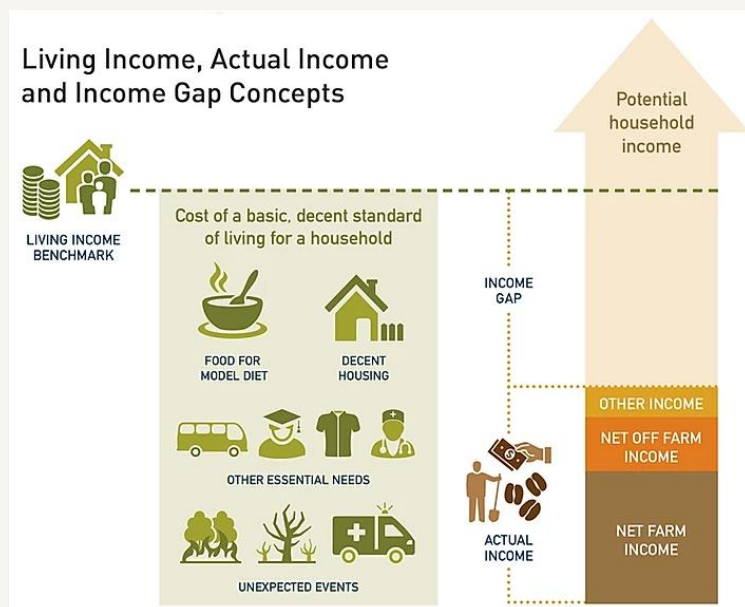 Living Income, Actual Income
and Income Gap Concepts
Potential
household
income
LIVING INCOME
BENCHMARK
Cost of a basic, decent standard
of living for a household
FOOD FOR
MODEL DIET
DECENT
HOUSING
OTHER ESSENTIAL NEEDS
UNEXPECTED EVENTS
INCOME
GAP
ACTUAL
INCOME
OTHER INCOME
NET OFF FARM
INCOME
NET FARM
INCOME